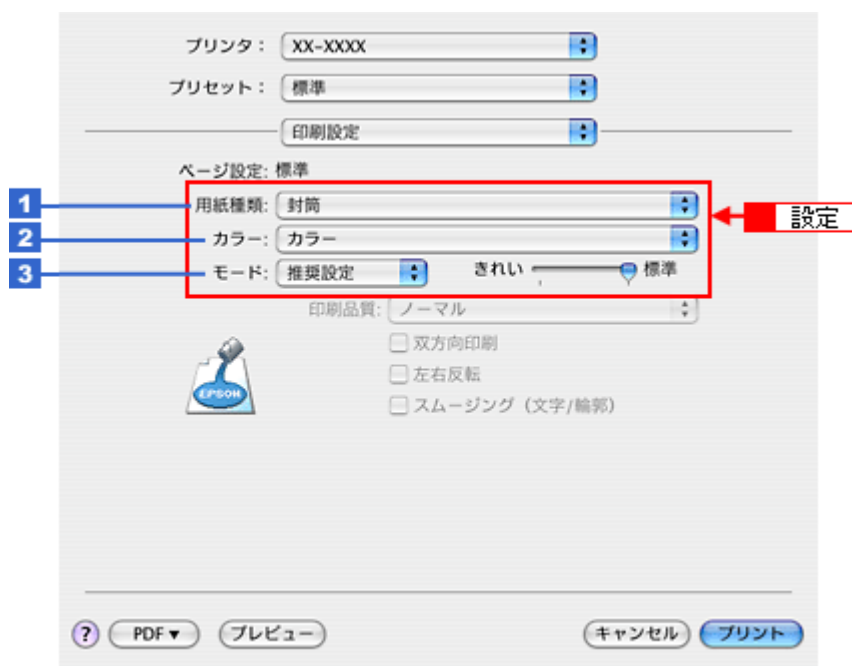 プリンタ： XX-XXXX
プリセット： 標準
印刷設定
ページ設定: 標準
1 用紙種類: 封筒
設定
2 カラー: カラー
3 モード: 推奨設定 きれい 標準
印刷品質: ノーマル
双方向印刷
左右反転
スムージング（文字/輪郭）
EPSON
? PDF▼ プレビュー キャンセル プリント